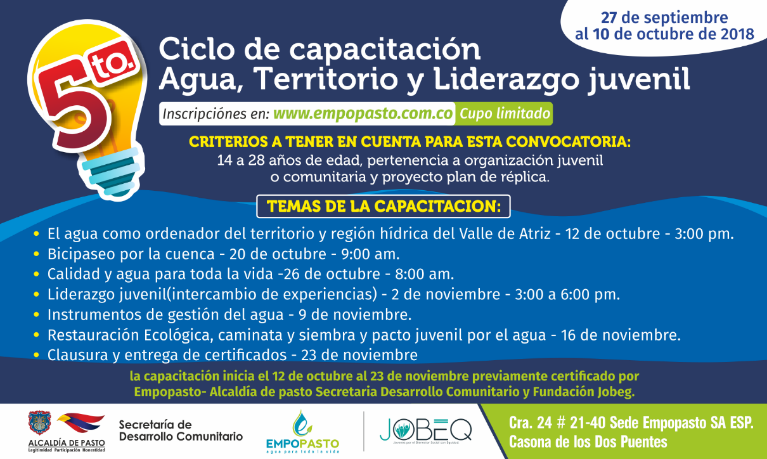 27 de septiembre
al 10 de octubre de 2018
5to.
Ciclo de capacitación
Agua, Territorio y Liderazgo juvenil
Inscripciónes en: www.empopasto.com.co Cupo limitado
CRITERIOS A TENER EN CUENTA PARA ESTA CONVOCATORIA:
14 a 28 años de edad, pertenencia a organización juvenil
o comunitaria y proyecto plan de réplica.
TEMAS DE LA CAPACITACION:
• El agua como ordenador del territorio y región hídrica del Valle de Atriz - 12 de octubre - 3:00 pm.
• Bicipaseo por la cuenca - 20 de octubre - 9:00 am.
• Calidad y agua para toda la vida -26 de octubre - 8:00 am.
• Liderazgo juvenil(intercambio de experiencias) - 2 de noviembre - 3:00 a 6:00 pm.
• Instrumentos de gestión del agua - 9 de noviembre.
• Restauración Ecológica, caminata y siembra y pacto juvenil por el agua - 16 de noviembre.
• Clausura y entrega de certificados - 23 de noviembre
la capacitación inicia el 12 de octubre al 23 de noviembre previamente certificado por
Empopasto- Alcaldía de pasto Secretaria Desarrollo Comunitario y Fundación Jobeg.
ALCALDÍA DE PASTO
Legitimidad Participación Honestidad
Secretaría de
Desarrollo Comunitario
EMPOPASTO
agua para toda la vida
JOBEQ
Cra. 24 # 21-40 Sede Empopasto SA ESP.
Casona de los Dos Puentes